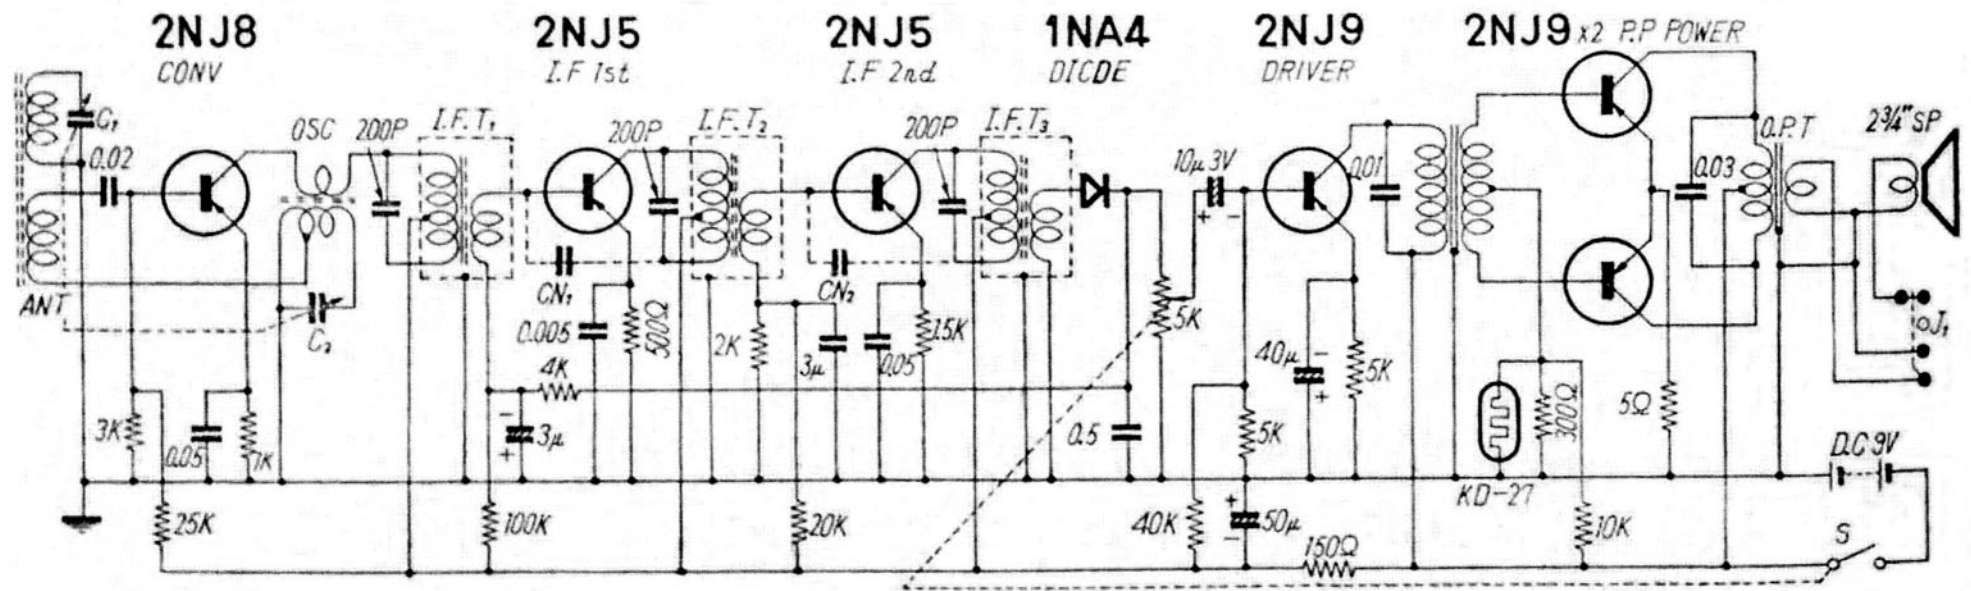 2NJ8 2NJ5 2NJ5 1NA4 2NJ9 2NJ9 x2 P.P POWER
CONV I.F 1st I.F 2nd DICDE DRIVER
C₁ OSC 200P I.F.T₁ 200P I.F.T₂ 200P I.F.T₃ 10μ 3V O.P.T 2¾" SP
0.02 0.01 0.03
ANT C₂ CN₁ CN₂ 5K J₁
0.005 500Ω 2K 3μ 0.05 1.5K 40μ 5K
4K 300Ω 5Ω
3K 0.05 1K 3μ 0.5 5K D.C 9V
KD-27
25K 100K 20K 40K 50μ 150Ω 10K S